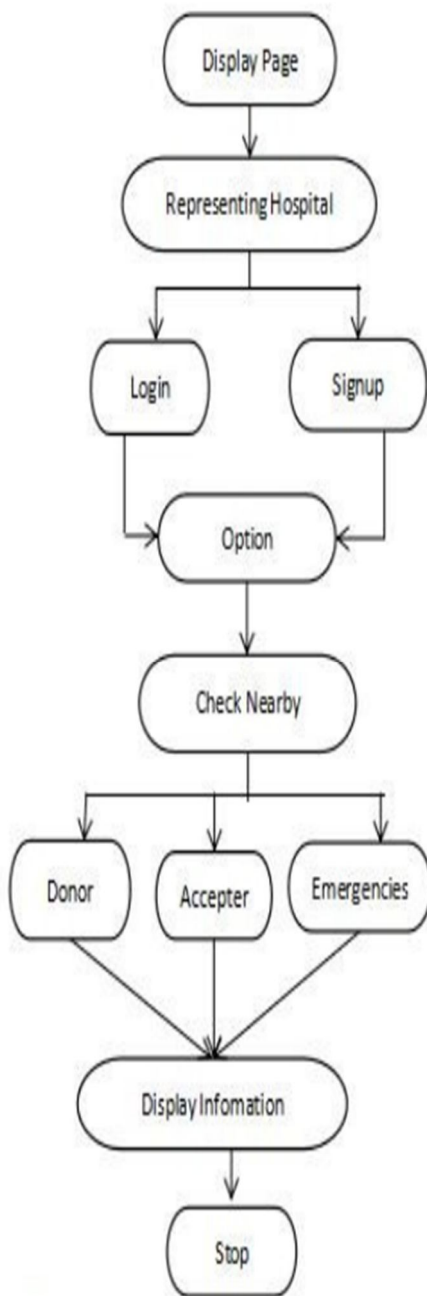 Display Page
Representing Hospital
Login
Signup
Option
Check Nearby
Donor
Accepter
Emergencies
Display Infomation
Stop